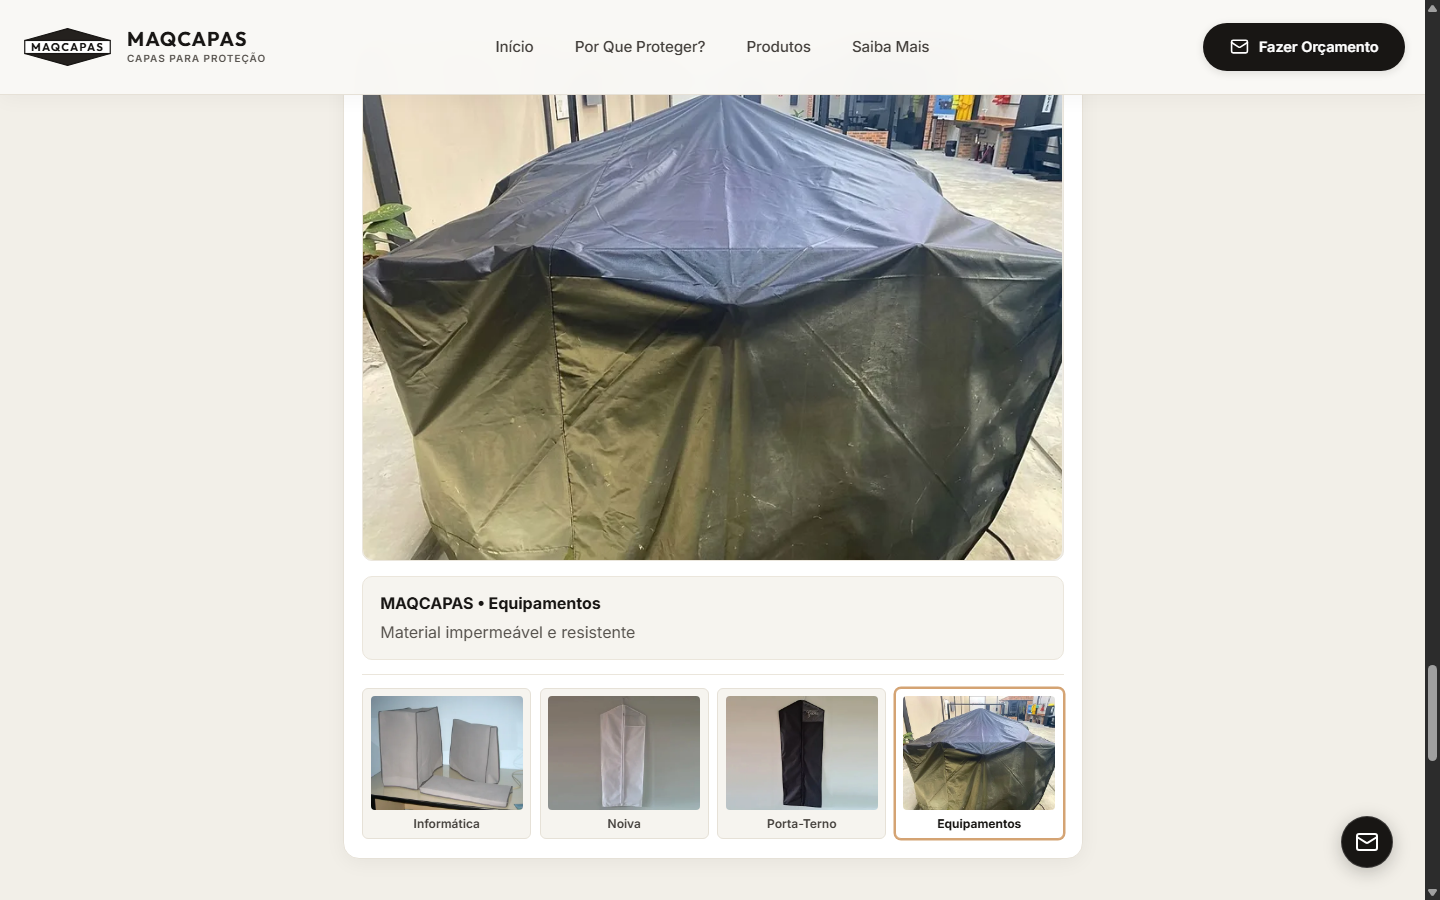 MAQCAPAS
MAQCAPAS
CAPAS PARA PROTEÇÃO
Início
Por Que Proteger?
Produtos
Saiba Mais
Fazer Orçamento
MAQCAPAS • Equipamentos
Material impermeável e resistente
Informática
Noiva
Porta-Terno
Equipamentos